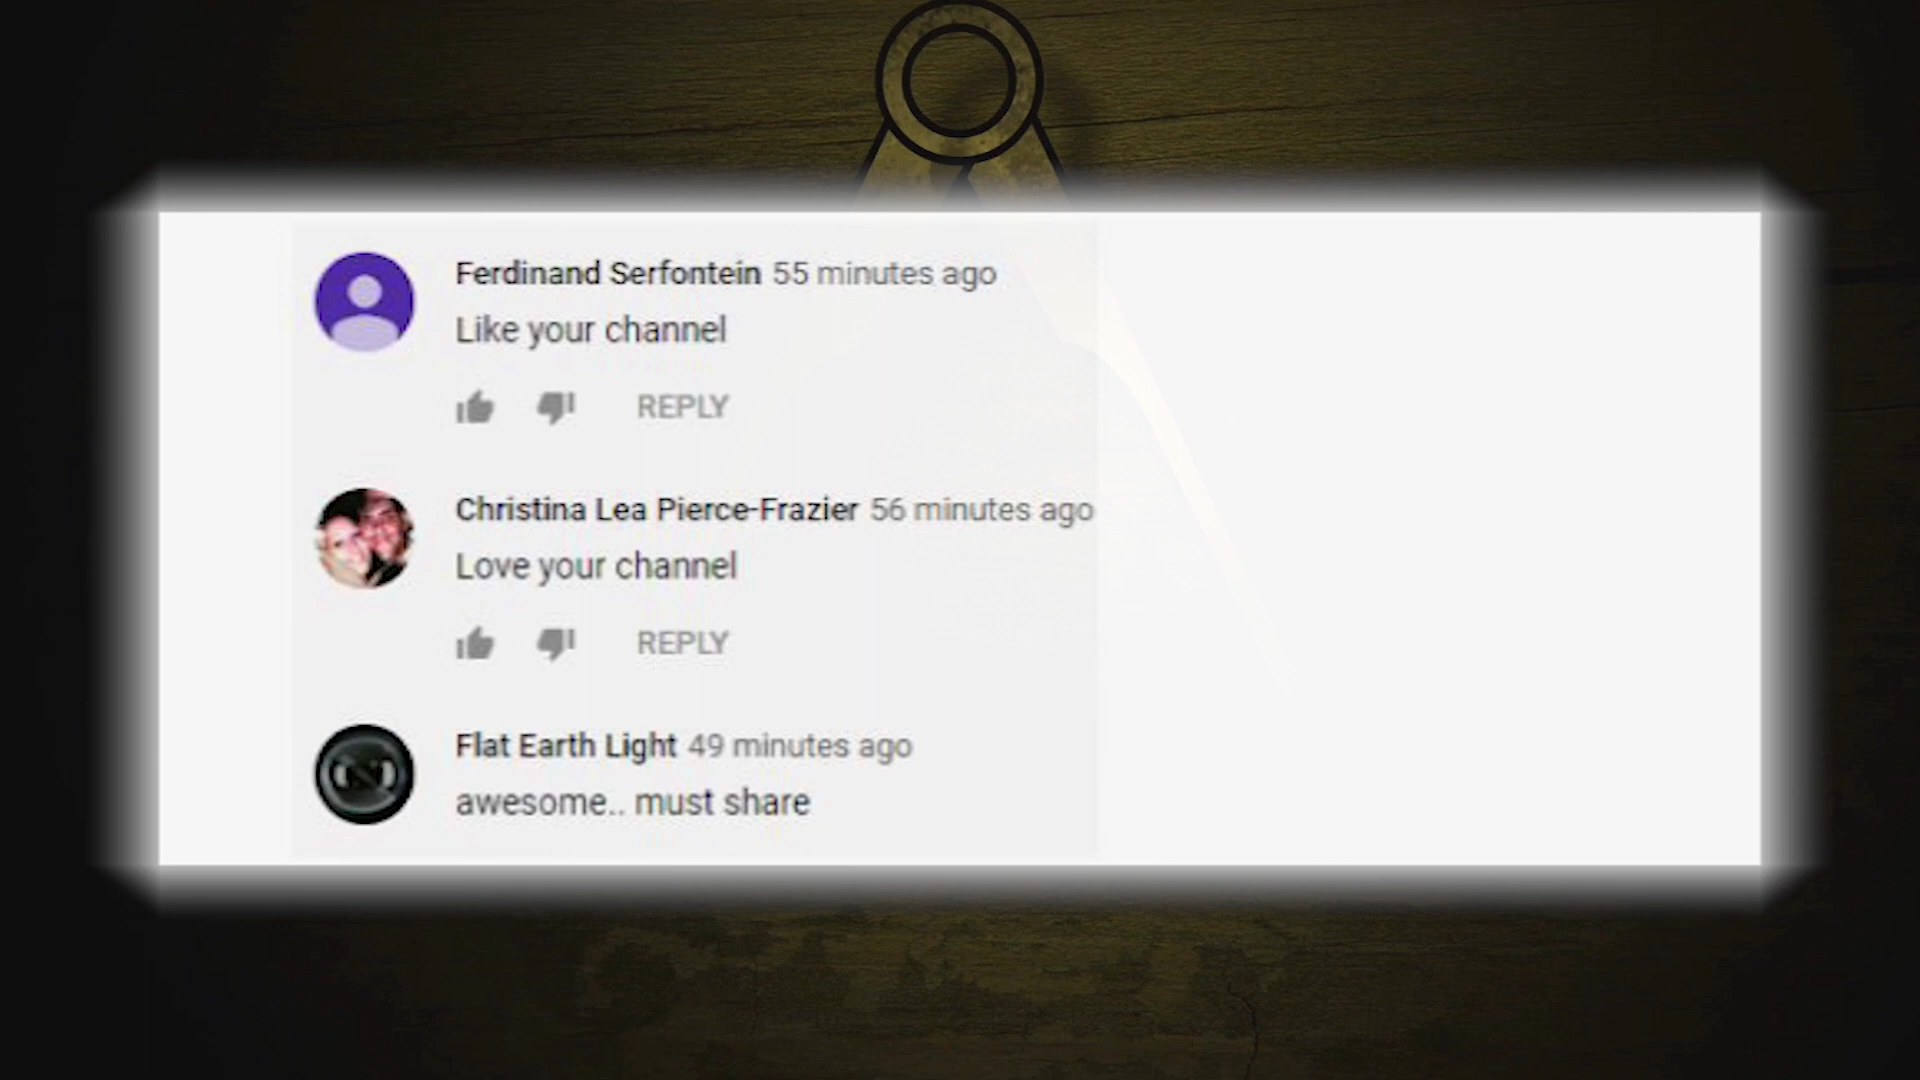 Ferdinand Serfontein 55 minutes ago
Like your channel
REPLY
Christina Lea Pierce-Frazier 56 minutes ago
Love your channel
REPLY
Flat Earth Light 49 minutes ago
awesome.. must share